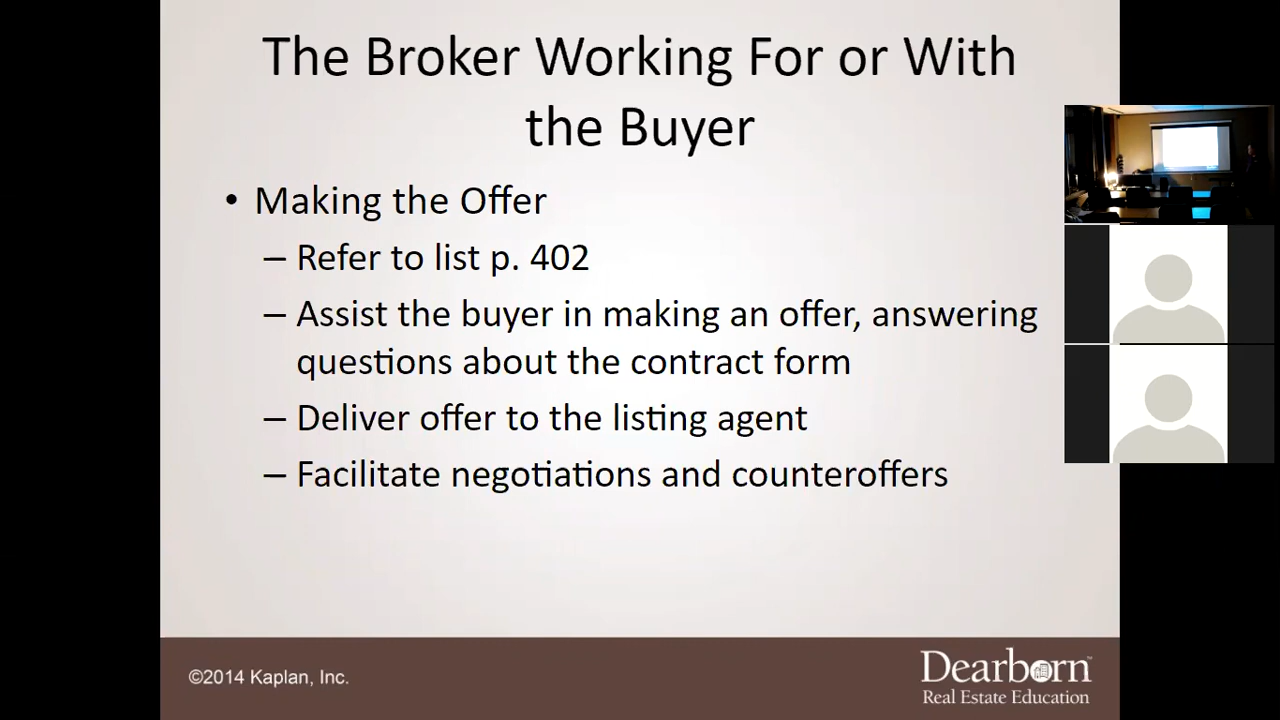 The Broker Working For or With
the Buyer
• Making the Offer
– Refer to list p. 402
– Assist the buyer in making an offer, answering
questions about the contract form
– Deliver offer to the listing agent
– Facilitate negotiations and counteroffers
©2014 Kaplan, Inc.
Dearborn™
Real Estate Education